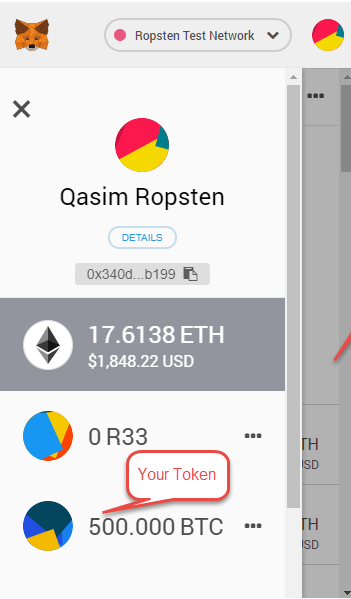 Ropsten Test Network
Qasim Ropsten
DETAILS
0x340d...b199
17.6138 ETH
$1,848.22 USD
0 R33
Your Token
500.000 BTC
TH
SD
TH
SD